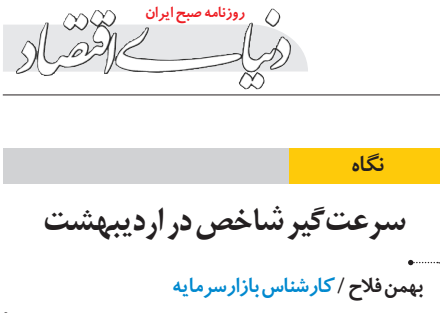 روزنامه صبح ایران
دنیای اقتصاد
نگاه
سرعت‌گیر شاخص در اردیبهشت
بهمن فلاح / کارشناس بازار سرمایه